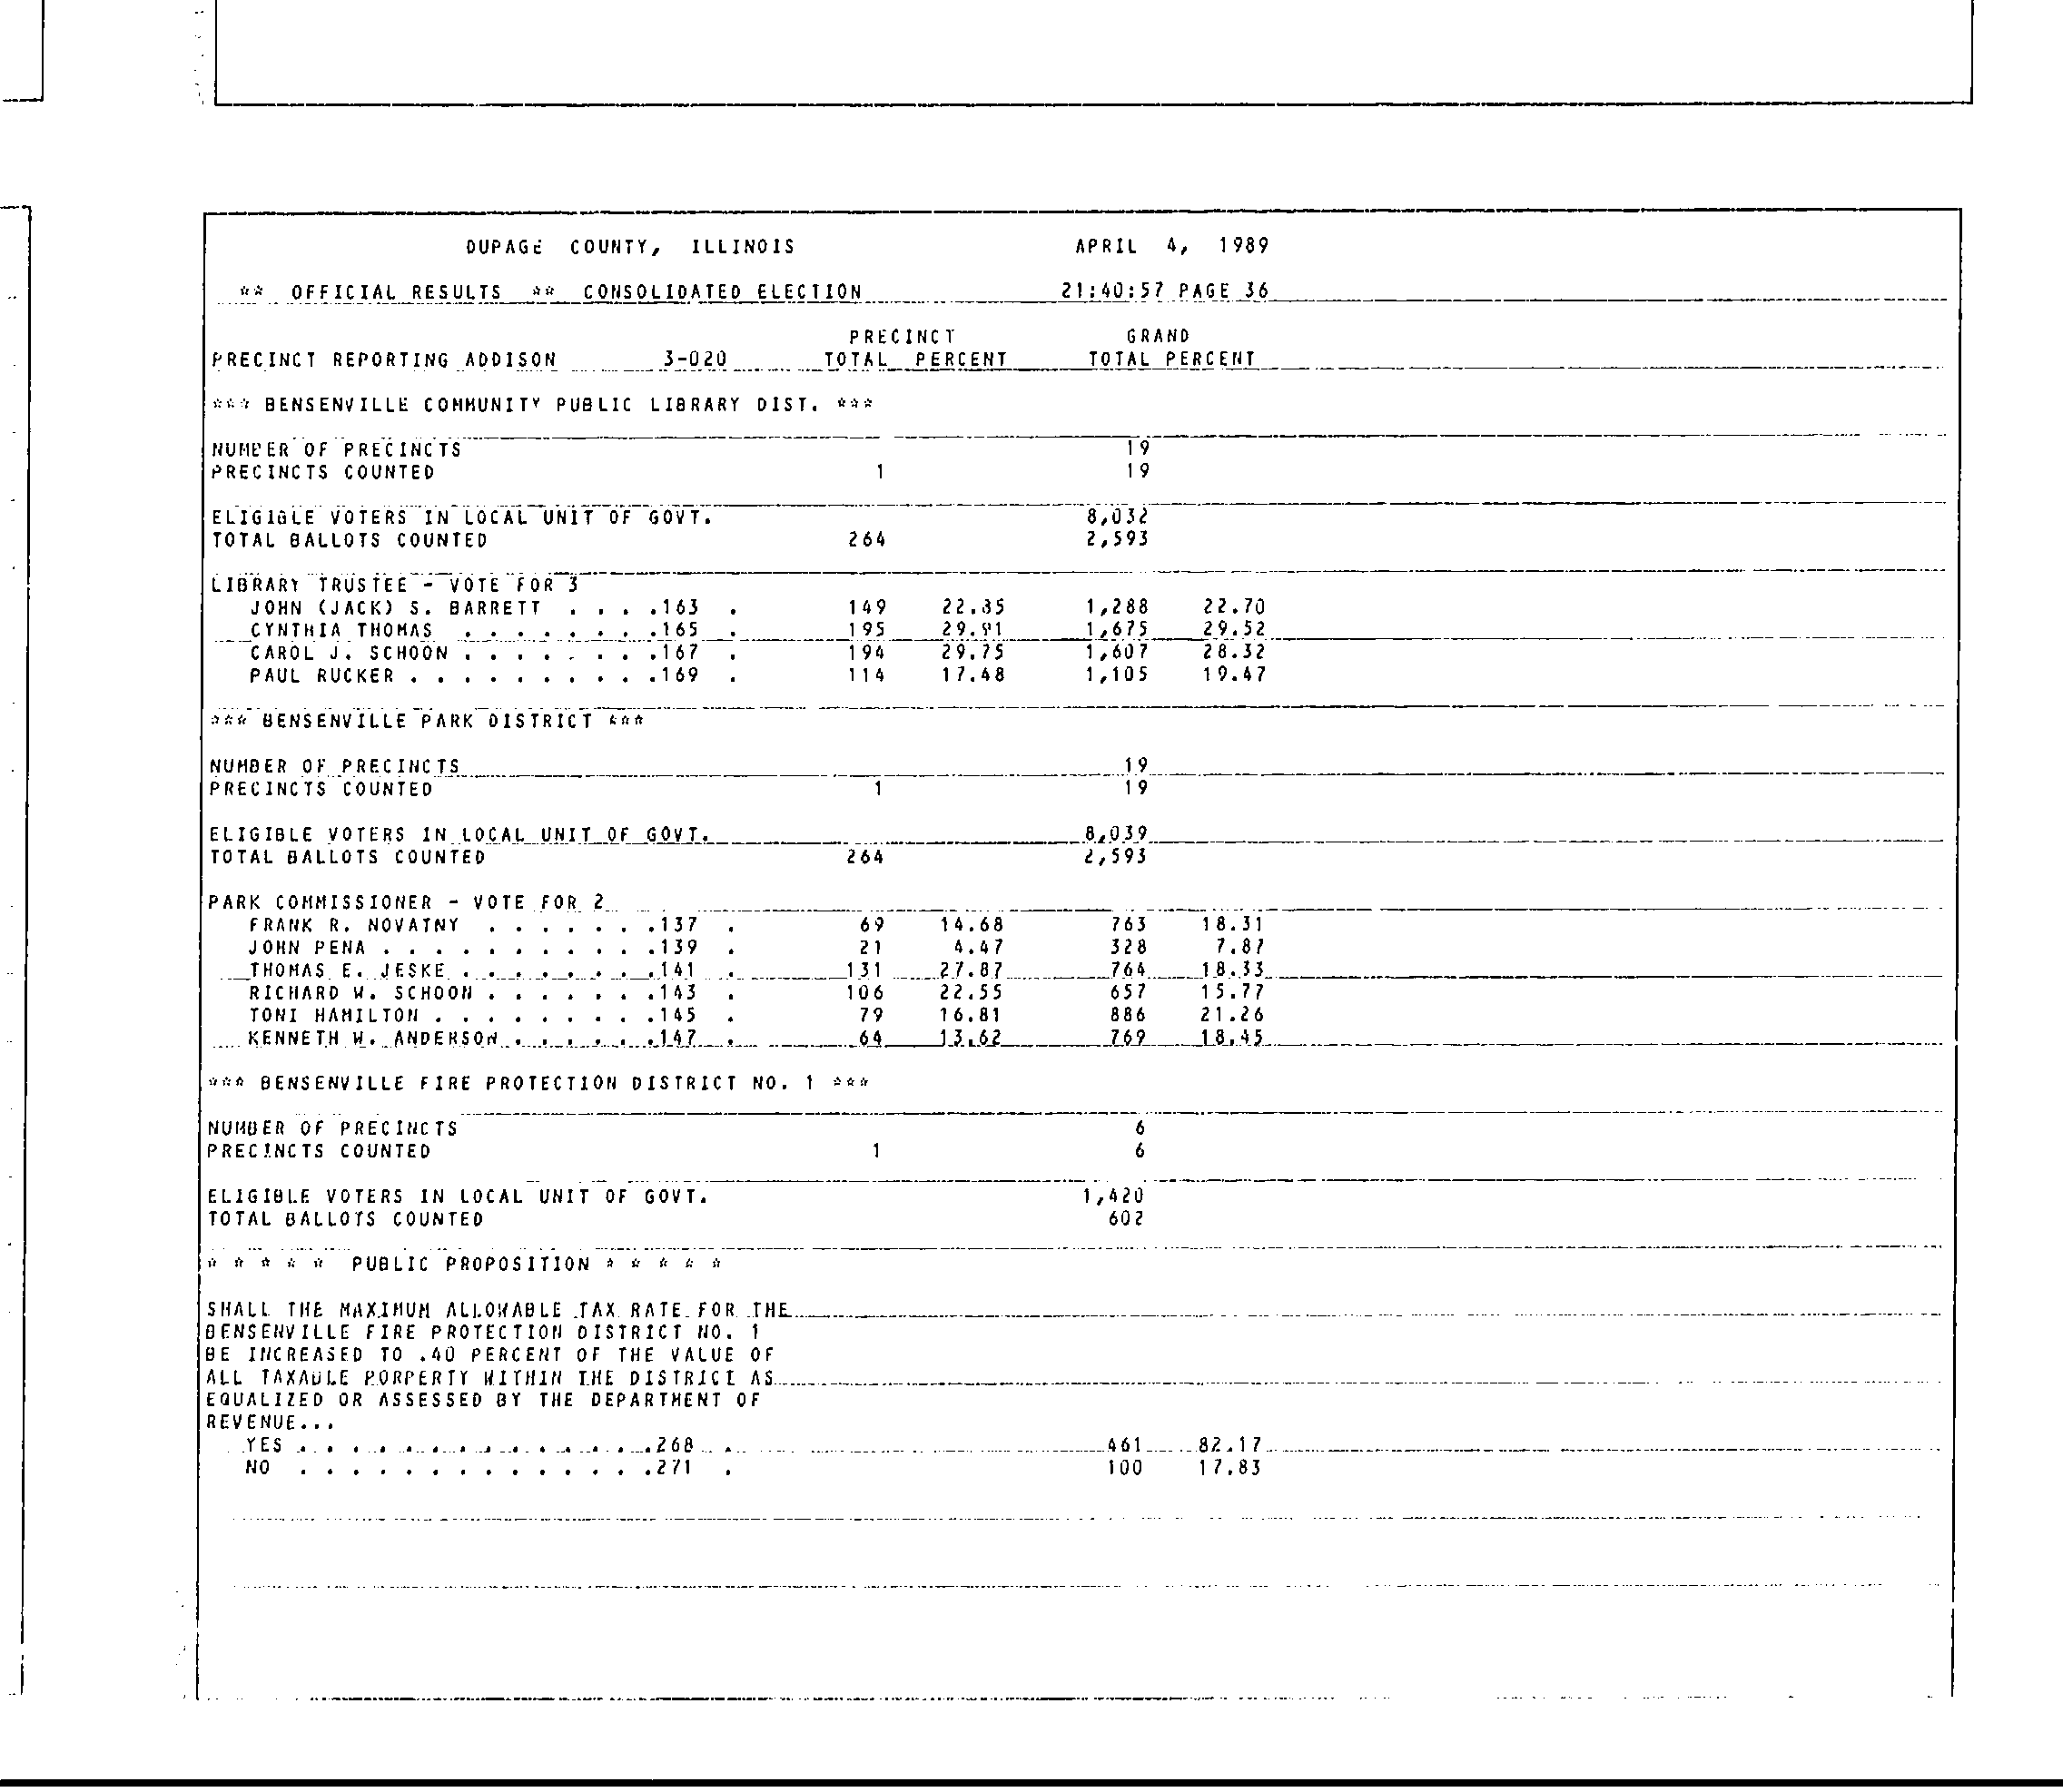 DUPAGE COUNTY, ILLINOIS APRIL 4, 1989
** OFFICIAL RESULTS ** CONSOLIDATED ELECTION 21:40:57 PAGE 36
PRECINCT GRAND
PRECINCT REPORTING ADDISON 3-020 TOTAL PERCENT TOTAL PERCENT
*** BENSENVILLE COMMUNITY PUBLIC LIBRARY DIST. ***
NUMBER OF PRECINCTS 19
PRECINCTS COUNTED 1 19
ELIGIBLE VOTERS IN LOCAL UNIT OF GOVT. 8,032
TOTAL BALLOTS COUNTED 264 2,593
LIBRARY TRUSTEE - VOTE FOR 3
JOHN (JACK) S. BARRETT . . . .163 . 149 22.85 1,288 22.70
CYNTHIA THOMAS . . . . . . . .165 . 195 29.91 1,675 29.52
CAROL J. SCHOON . . . . . . . .167 . 194 29.75 1,607 28.32
PAUL RUCKER . . . . . . . . . .169 . 114 17.48 1,105 19.47
*** BENSENVILLE PARK DISTRICT ***
NUMBER OF PRECINCTS 19
PRECINCTS COUNTED 1 19
ELIGIBLE VOTERS IN LOCAL UNIT OF GOVT. 8,039
TOTAL BALLOTS COUNTED 264 2,593
PARK COMMISSIONER - VOTE FOR 2
FRANK R. NOVATNY . . . . . . .137 . 69 14.68 763 18.31
JOHN PENA . . . . . . . . . . .139 . 21 4.47 328 7.87
THOMAS E. JESKE . . . . . . . .141 . 131 27.87 764 18.33
RICHARD W. SCHOON . . . . . . .143 . 106 22.55 657 15.77
TONI HAMILTON . . . . . . . . .145 . 79 16.81 886 21.26
KENNETH W. ANDERSON . . . . . .147 . 64 13.62 769 18.45
*** BENSENVILLE FIRE PROTECTION DISTRICT NO. 1 ***
NUMBER OF PRECINCTS 6
PRECINCTS COUNTED 1 6
ELIGIBLE VOTERS IN LOCAL UNIT OF GOVT. 1,420
TOTAL BALLOTS COUNTED 602
* * * * * PUBLIC PROPOSITION * * * * *
SHALL THE MAXIMUM ALLOWABLE TAX RATE FOR THE
BENSENVILLE FIRE PROTECTION DISTRICT NO. 1
BE INCREASED TO .40 PERCENT OF THE VALUE OF
ALL TAXABLE PORPERTY WITHIN THE DISTRICT AS
EQUALIZED OR ASSESSED BY THE DEPARTMENT OF
REVENUE...
YES . . . . . . . . . . . . . .268 . 461 82.17
NO . . . . . . . . . . . . . .271 . 100 17.83